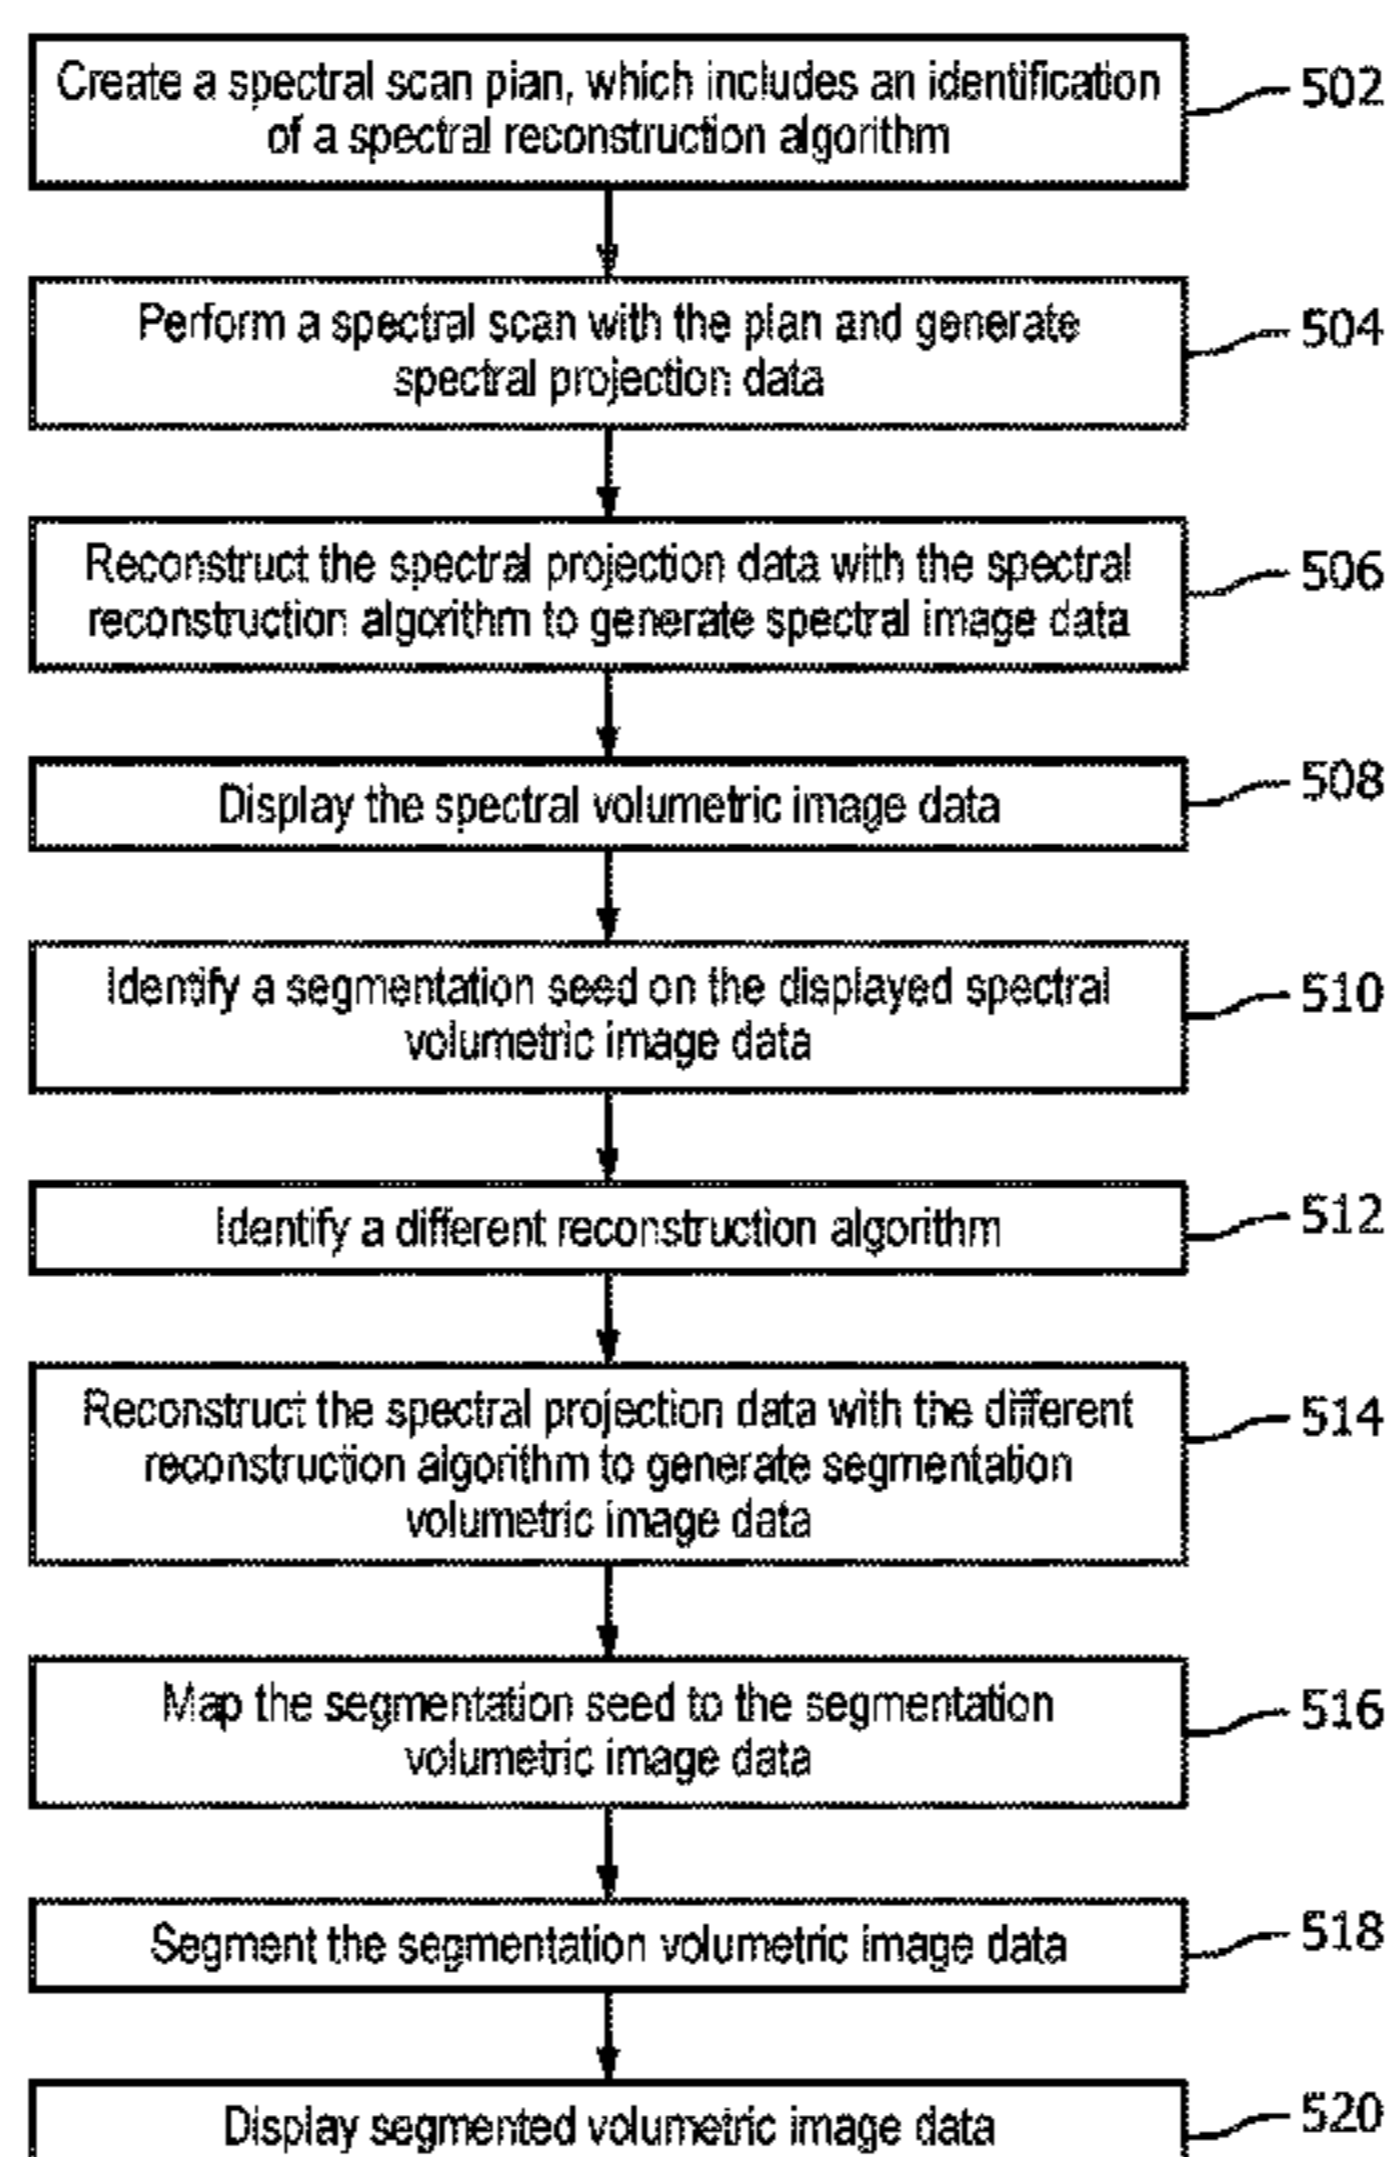 Create a spectral scan pian, which includes an identification
of a spectral reconstruction algorithm
502
Perform a spectral scan with the plan and generate
spectral projection data
504
Reconstruct the spectral projection data with the spectral
reconstruction algorithm to generate spectral image data
506
Display the spectral volumetric image data
508
Identify a segmentation seed on the displayed spectral
volumetric image data
510
Identify a different reconstruction algorithm
512
Reconstruct the spectral projection data with the different
reconstruction algorithm to generate segmentation
volumetric image data
514
Map the segmentation seed to the segmentation
volumetric image data
516
Segment the segmentation volumetric image data
518
Display segmented volumetric image data
520